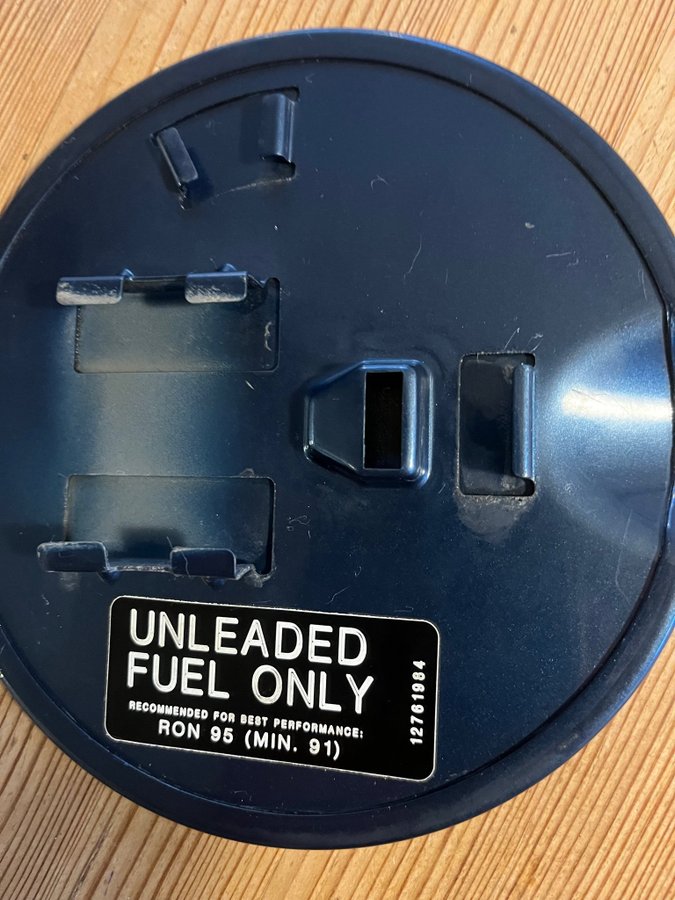 UNLEADED
FUEL ONLY
RECOMMENDED FOR BEST PERFORMANCE:
RON 95 (MIN. 91)
12761984